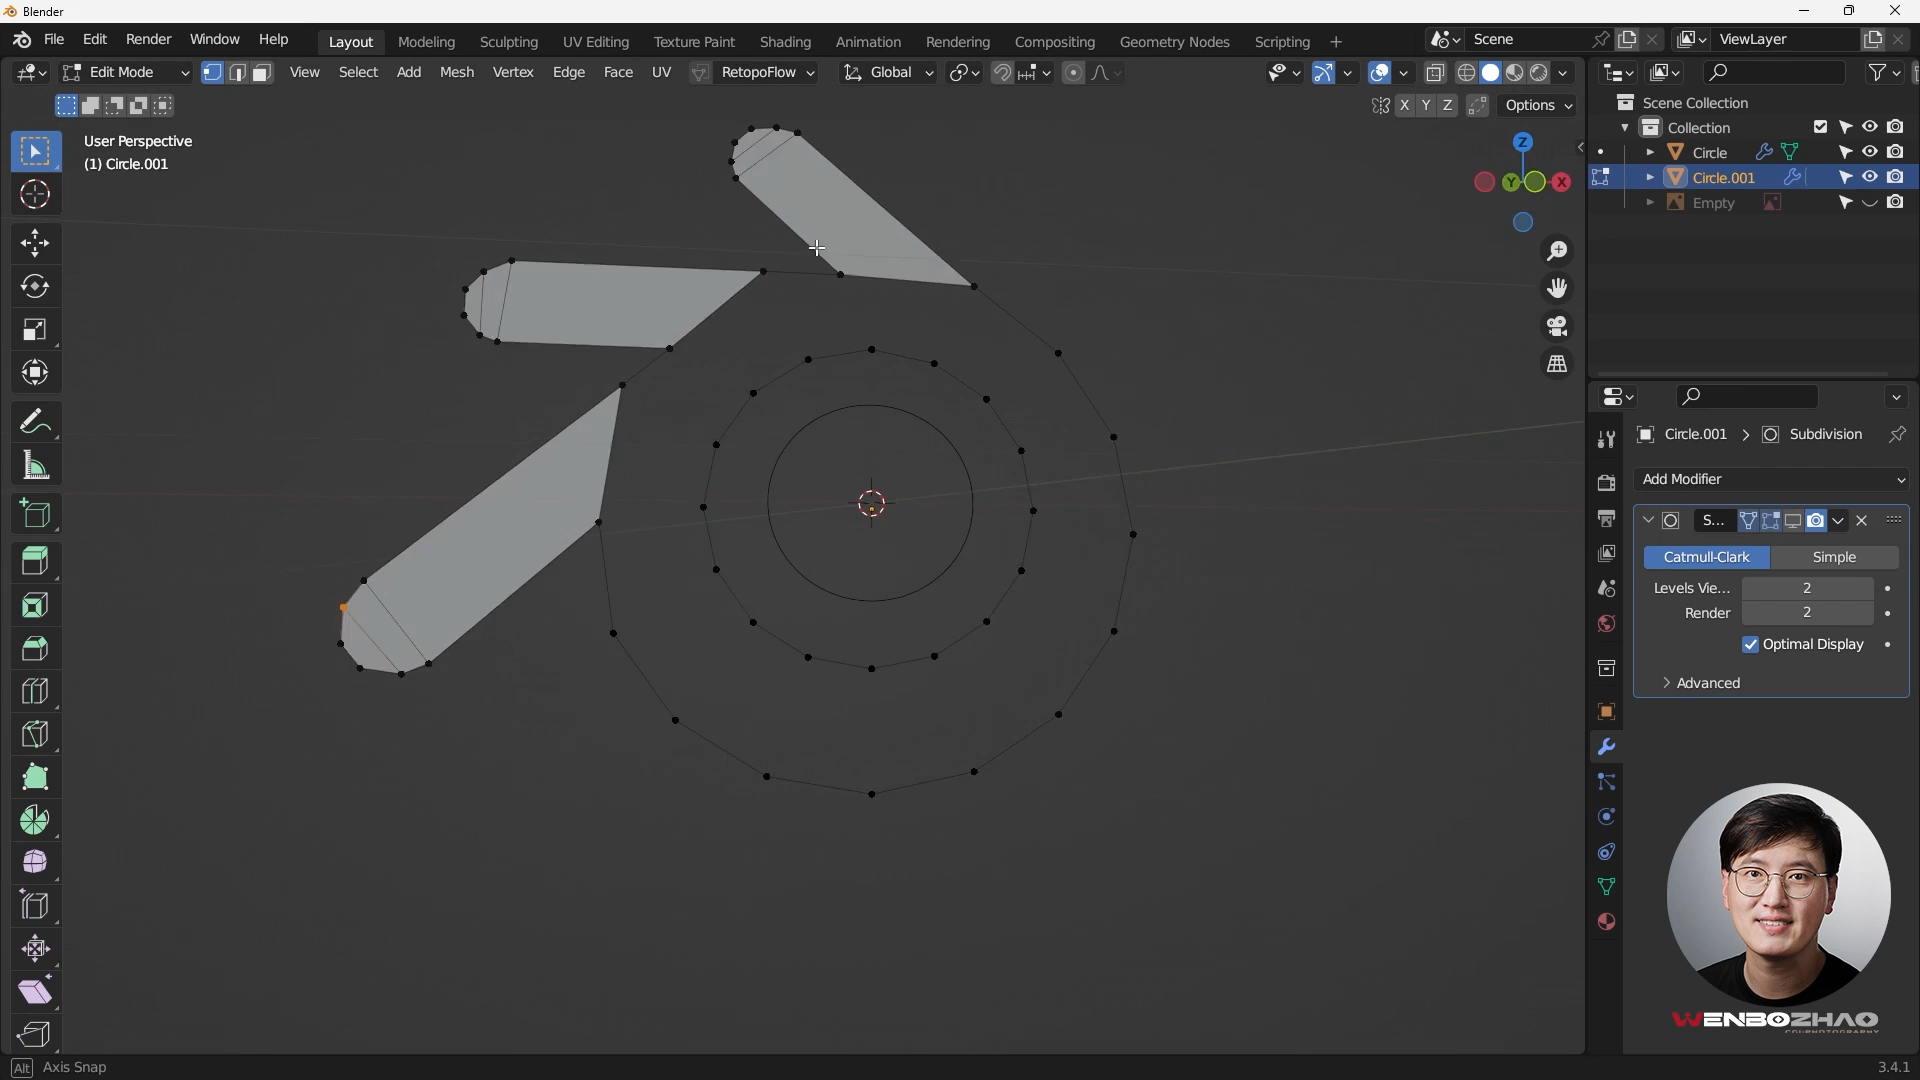 Blender
File Edit Render Window Help Layout Modeling Sculpting UV Editing Texture Paint Shading Animation Rendering Compositing Geometry Nodes Scripting + Scene ViewLayer
Edit Mode View Select Add Mesh Vertex Edge Face UV RetopoFlow Global
X Y Z Options
User Perspective
(1) Circle.001
Z
Y X
Scene Collection
Collection
Circle
Circle.001
Empty
Circle.001 > Subdivision
Add Modifier
S...
Catmull-Clark Simple
Levels Vie... 2
Render 2
Optimal Display
Advanced
WENBOZHAO
Alt Axis Snap 3.4.1